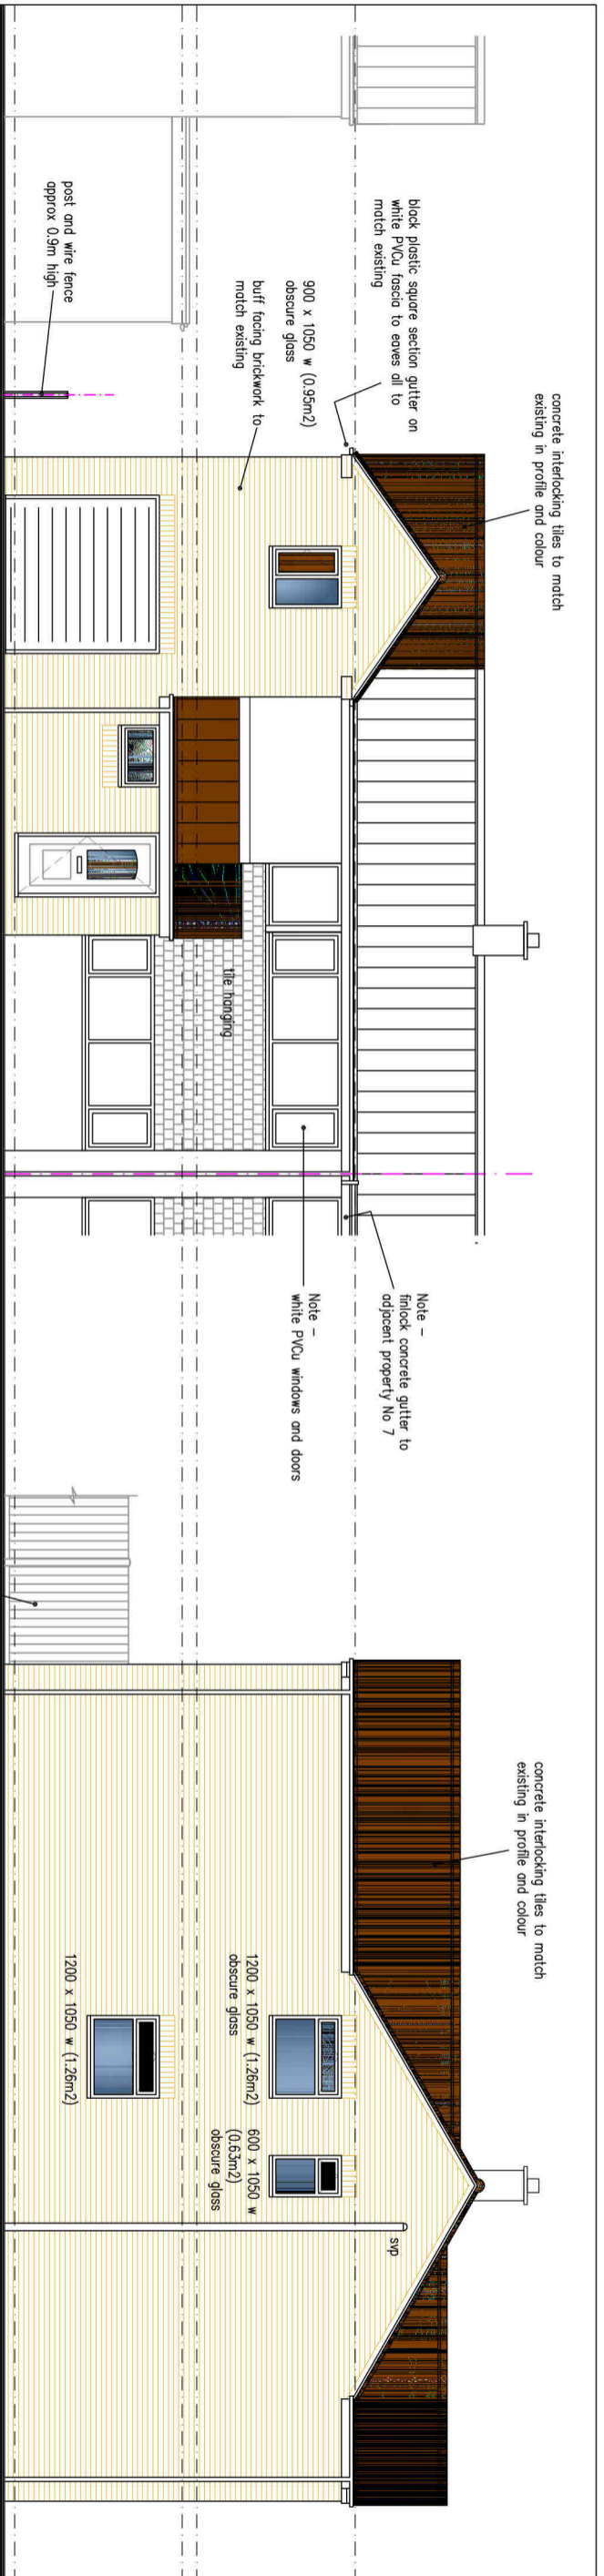 concrete interlocking tiles to match
existing in profile and colour
black plastic square section gutter on
white PVCu fascia to eaves all to
match existing
900 x 1050 w (0.95m2)
obscure glass
buff facing brickwork to
match existing
post and wire fence
approx 0.9m high
tile hanging
Note –
finlock concrete gutter to
adjacent property No 7
Note –
white PVCu windows and doors
concrete interlocking tiles to match
existing in profile and colour
1200 x 1050 w (1.26m2)
obscure glass
600 x 1050 w
(0.63m2)
obscure glass
1200 x 1050 w (1.26m2)
svp